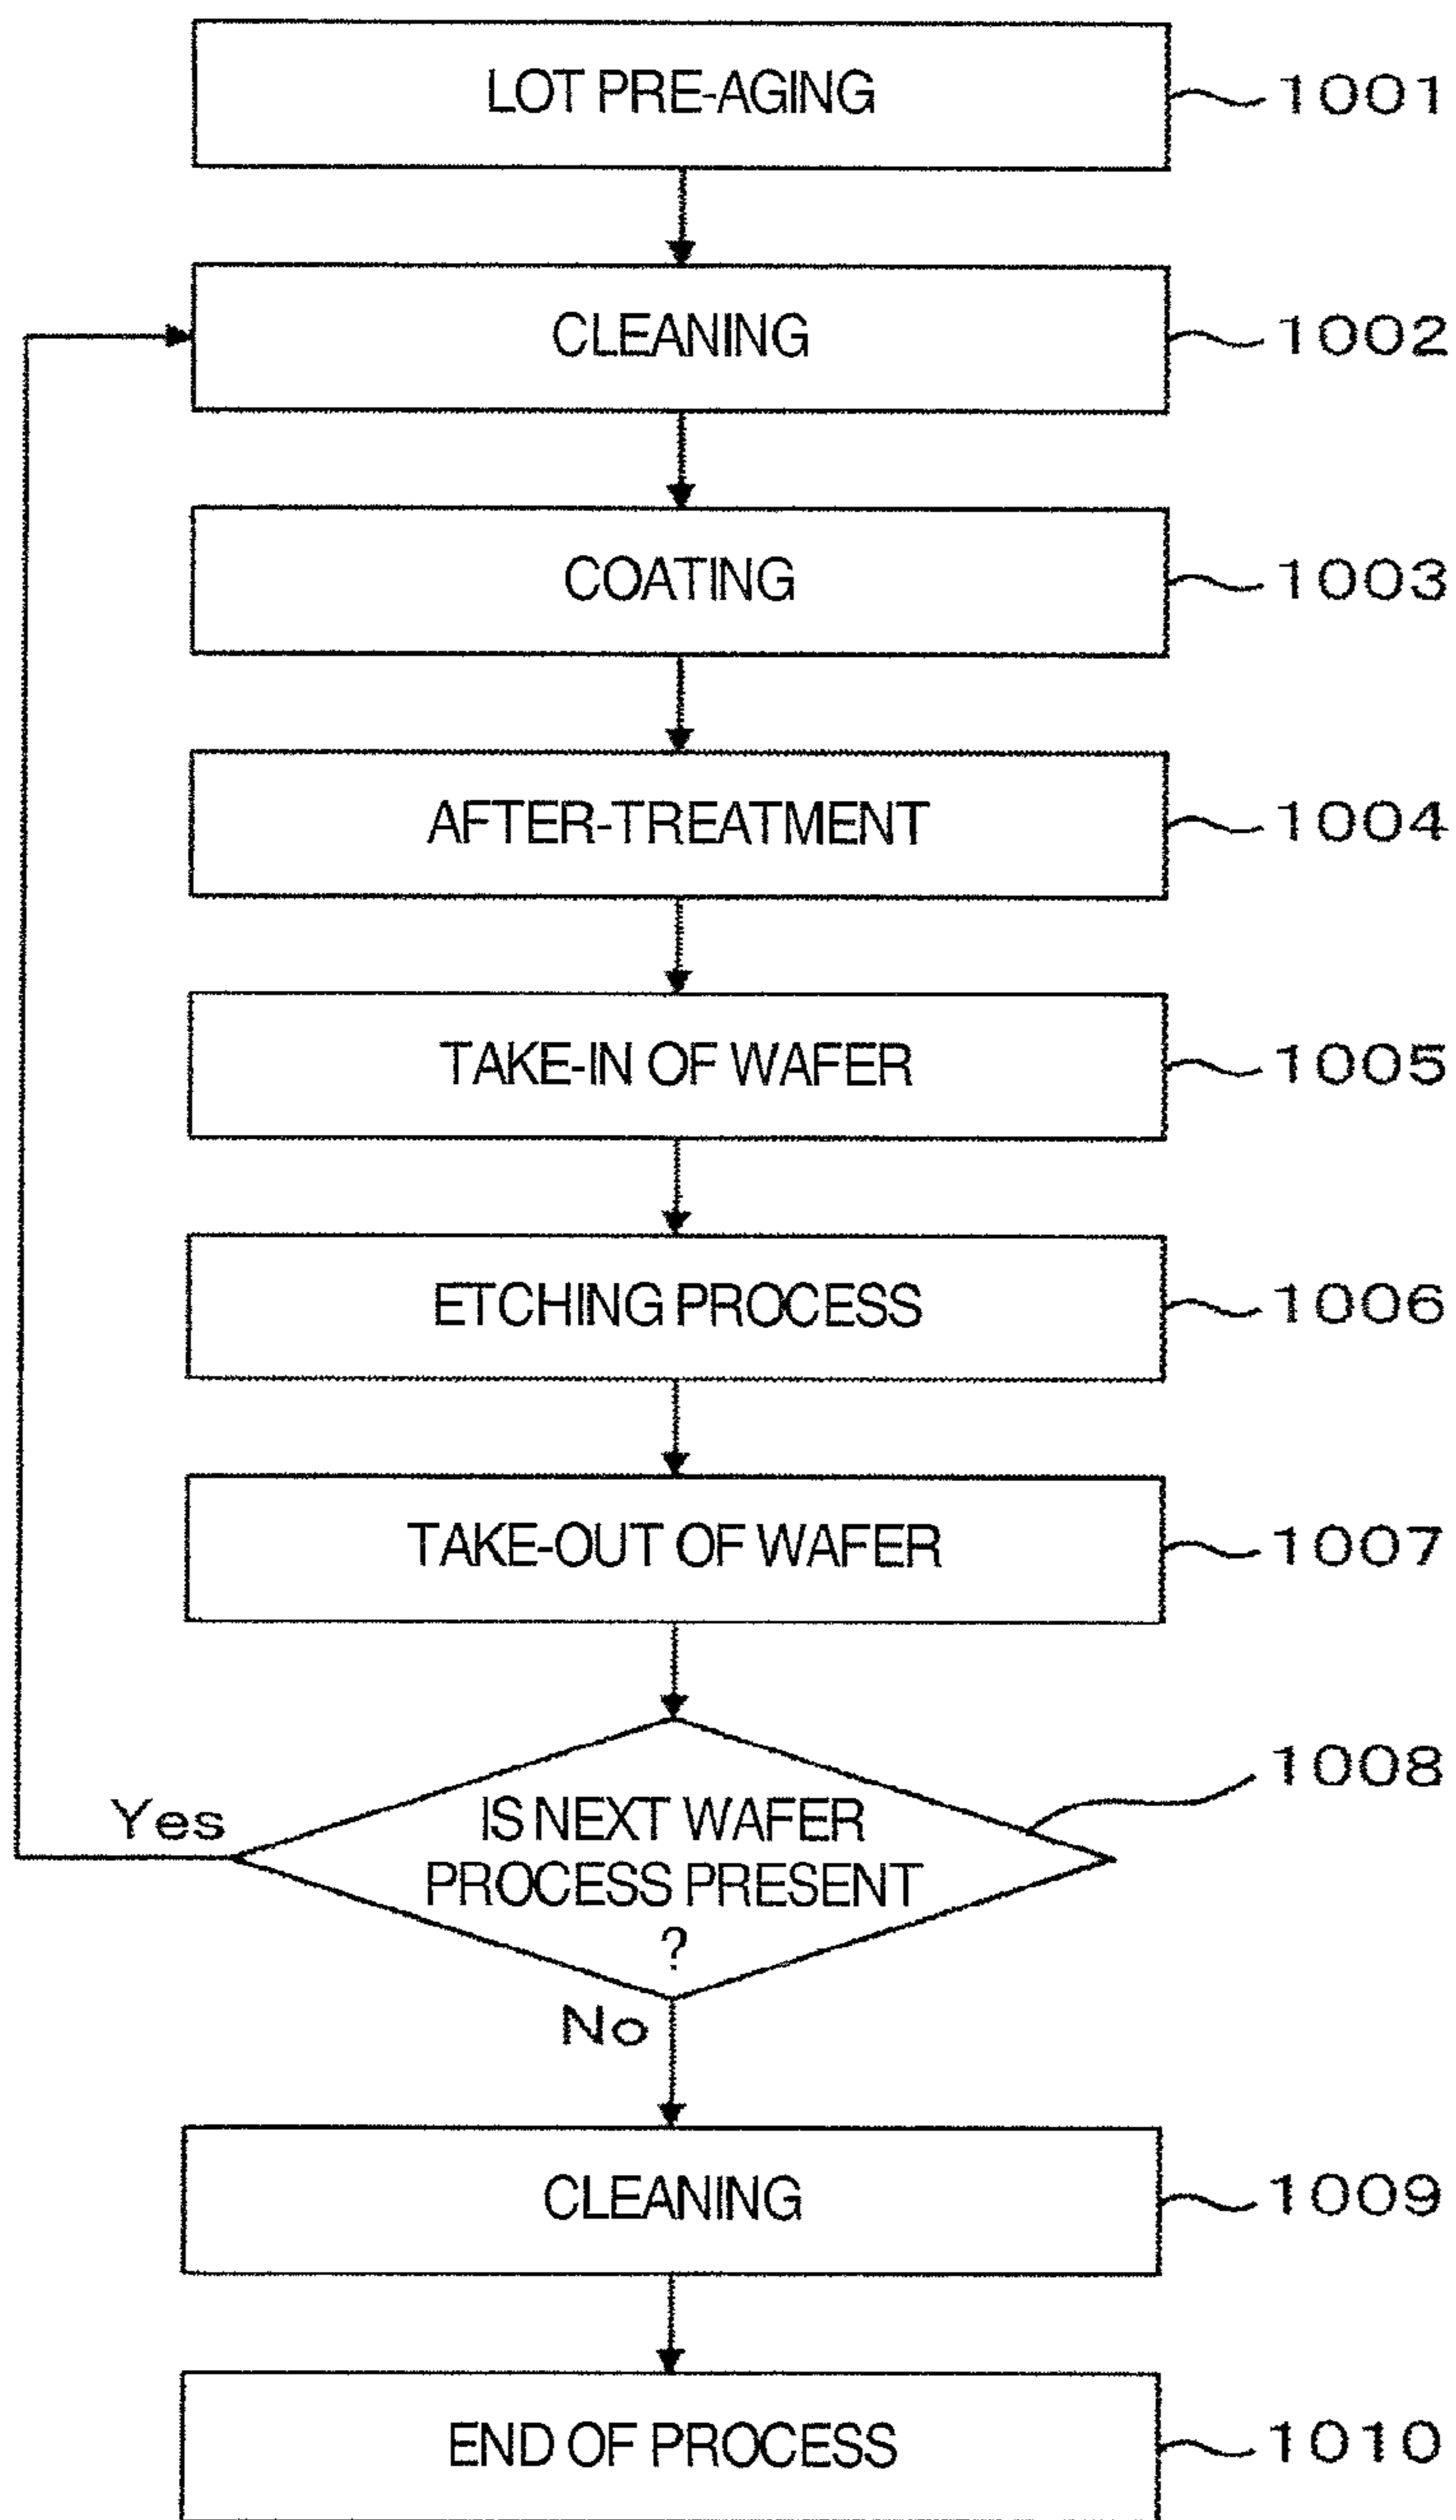 LOT PRE-AGING 1001
CLEANING 1002
COATING 1003
AFTER-TREATMENT 1004
TAKE-IN OF WAFER 1005
ETCHING PROCESS 1006
TAKE-OUT OF WAFER 1007
1008
Yes
IS NEXT WAFER
PROCESS PRESENT
?
No
CLEANING 1009
END OF PROCESS 1010